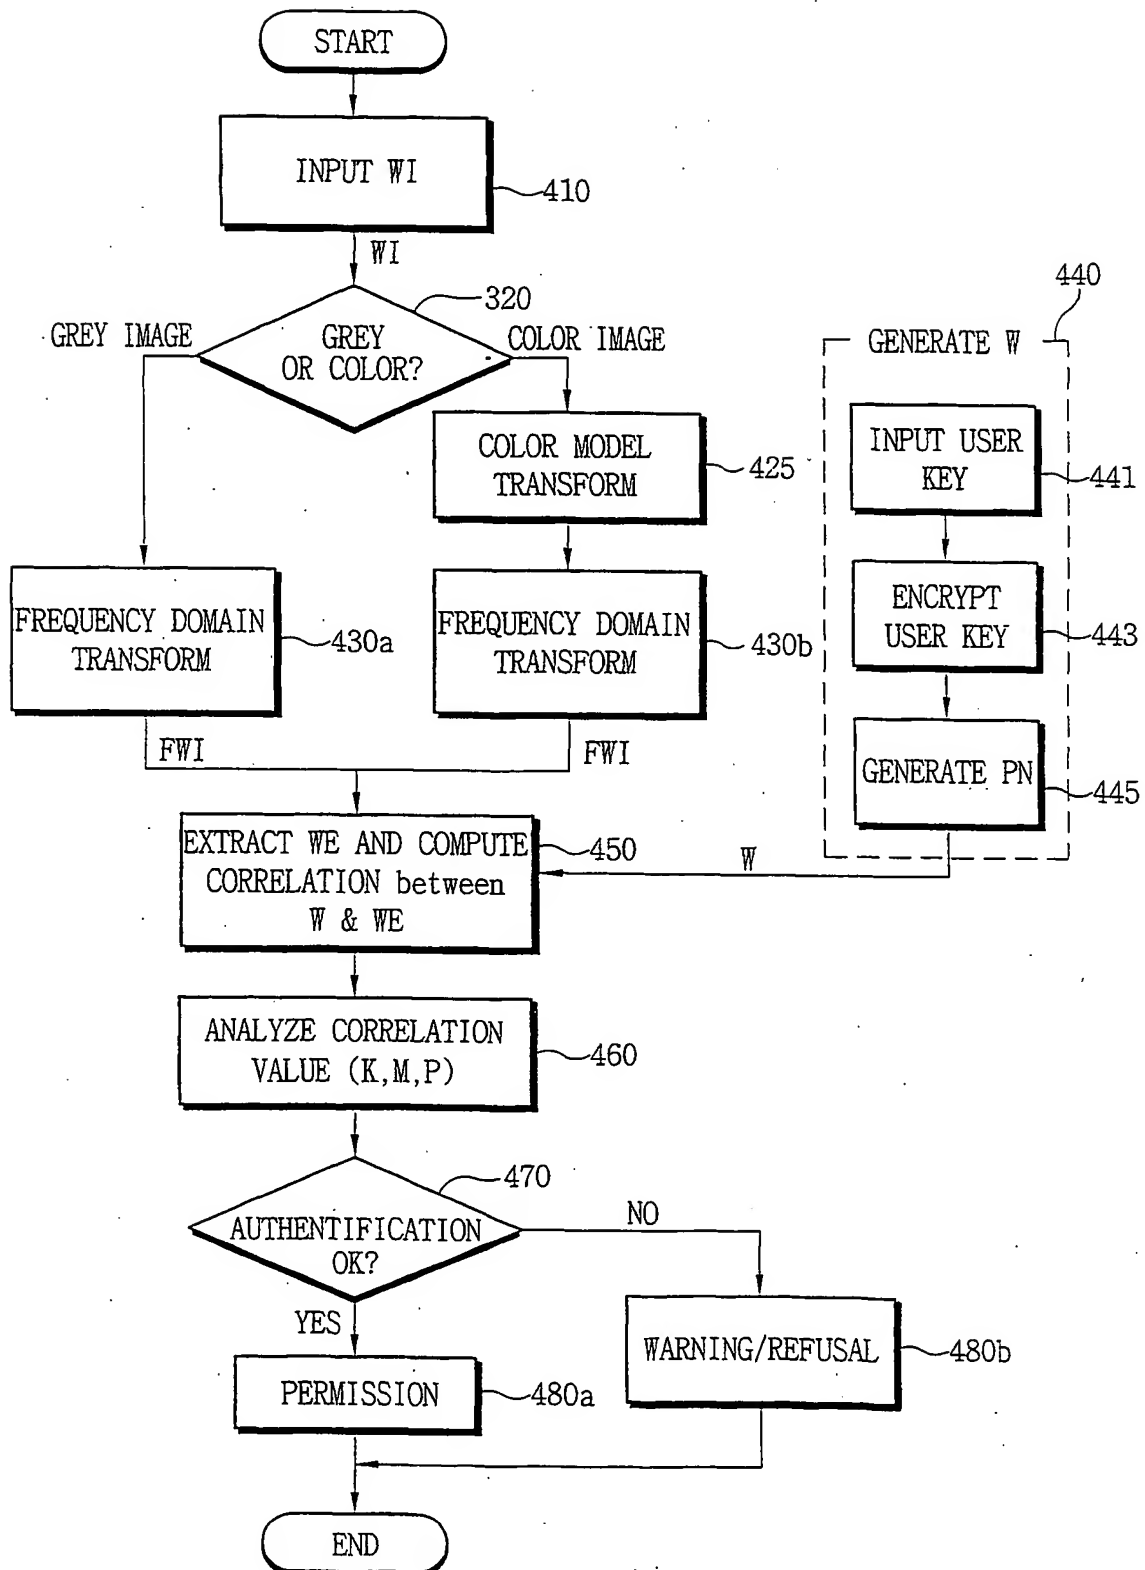 START
INPUT WI
410
WI
320
GREY IMAGE
GREY
OR COLOR?
COLOR IMAGE
440
GENERATE W
COLOR MODEL
TRANSFORM
425
INPUT USER
KEY
441
FREQUENCY DOMAIN
TRANSFORM
430a
FREQUENCY DOMAIN
TRANSFORM
430b
ENCRYPT
USER KEY
443
FWI
FWI
GENERATE PN
445
EXTRACT WE AND COMPUTE
CORRELATION between
W & WE
450
W
ANALYZE CORRELATION
VALUE (K,M,P)
460
470
AUTHENTIFICATION
OK?
NO
YES
WARNING/REFUSAL
480b
PERMISSION
480a
END